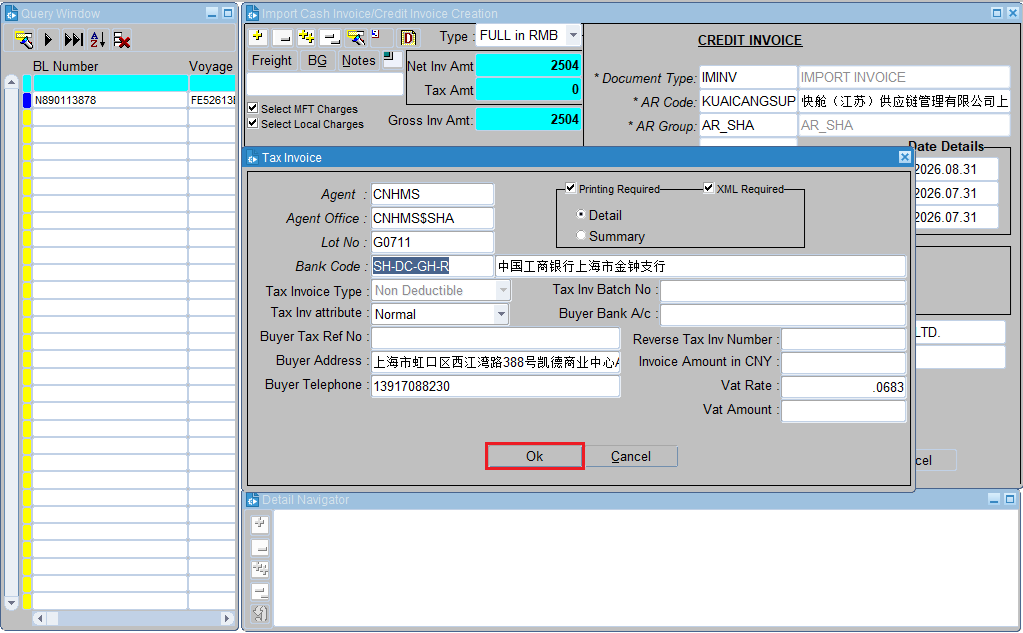 Query Window
BL Number Voyage
N890113878 FE52613
Import Cash Invoice/Credit Invoice Creation
Type : FULL in RMB
Freight BG Notes
Select MFT Charges
Select Local Charges
Net Inv Amt 2504
Tax Amt 0
Gross Inv Amt: 2504
CREDIT INVOICE
* Document Type: IMINV IMPORT INVOICE
* AR Code: KUAICANGSUP 快舱（江苏）供应链管理有限公司上
* AR Group: AR_SHA AR_SHA
Date Details
2026.08.31
2026.07.31
2026.07.31
LTD.
cel
Tax Invoice
Agent : CNHMS
Agent Office : CNHMS$SHA
Lot No : G0711
Bank Code : SH-DC-GH-R 中国工商银行上海市金钟支行
Tax Invoice Type : Non Deductible
Tax Inv attribute : Normal
Buyer Tax Ref No :
Buyer Address : 上海市虹口区西江湾路388号凯德商业中心A
Buyer Telephone : 13917088230
Printing Required XML Required
Detail
Summary
Tax Inv Batch No :
Buyer Bank A/c :
Reverse Tax Inv Number :
Invoice Amount in CNY :
Vat Rate : .0683
Vat Amount :
Ok Cancel
Detail Navigator